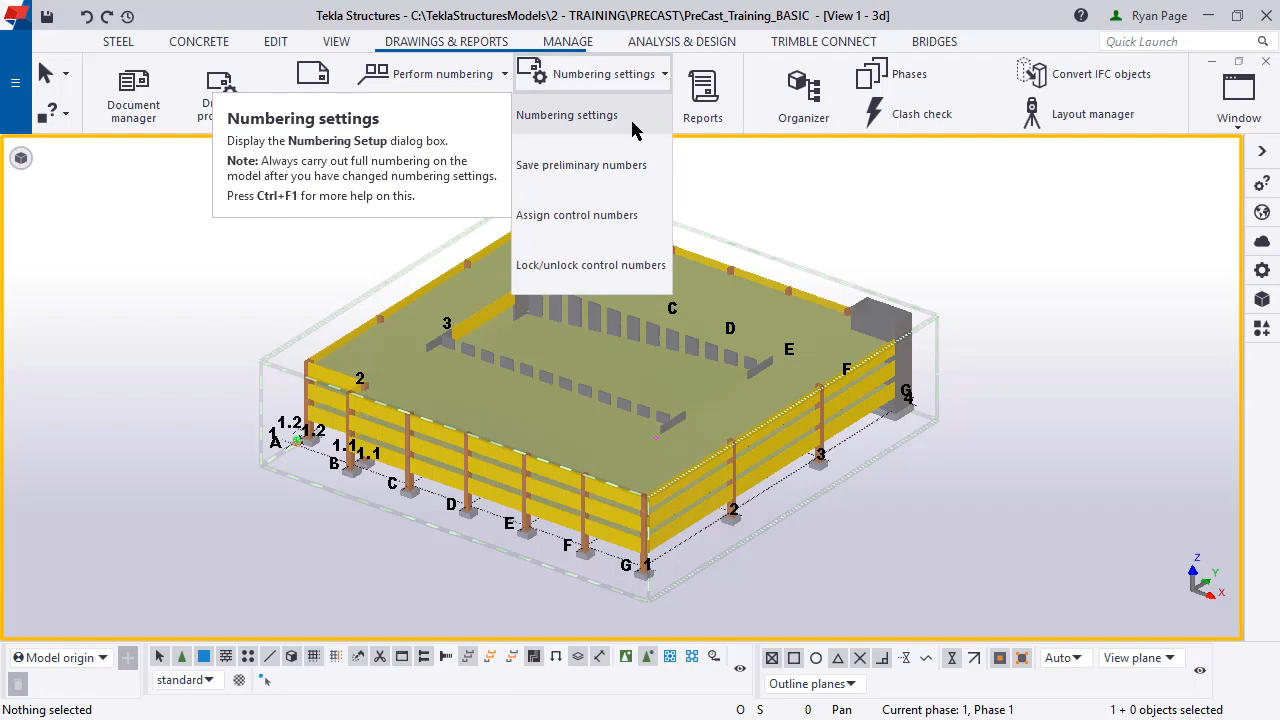 Tekla Structures - C:\TeklaStructuresModels\2 - TRAINING\PRECAST\Precast_Training_BASIC - [View 1 - 3d]
Ryan Page
STEEL
CONCRETE
EDIT
VIEW
DRAWINGS & REPORTS
MANAGE
ANALYSIS & DESIGN
TRIMBLE CONNECT
BRIDGES
Quick Launch
Document
manager
Perform numbering
Numbering settings
Reports
Organizer
Phases
Clash check
Convert IFC objects
Layout manager
Window
Numbering settings
Display the Numbering Setup dialog box.
Note: Always carry out full numbering on the
model after you have changed numbering settings.
Press Ctrl+F1 for more help on this.
Numbering settings
Save preliminary numbers
Assign control numbers
Lock/unlock control numbers
C
D
E
F
G
4
3
2
1.2
1
A
1.2
1.1
1.1
B
C
D
E
F
G
1
2
3
Z
Y
X
Model origin
standard
Auto
View plane
Outline planes
Nothing selected
O
S
0
Pan
Current phase: 1, Phase 1
1 + 0 objects selected